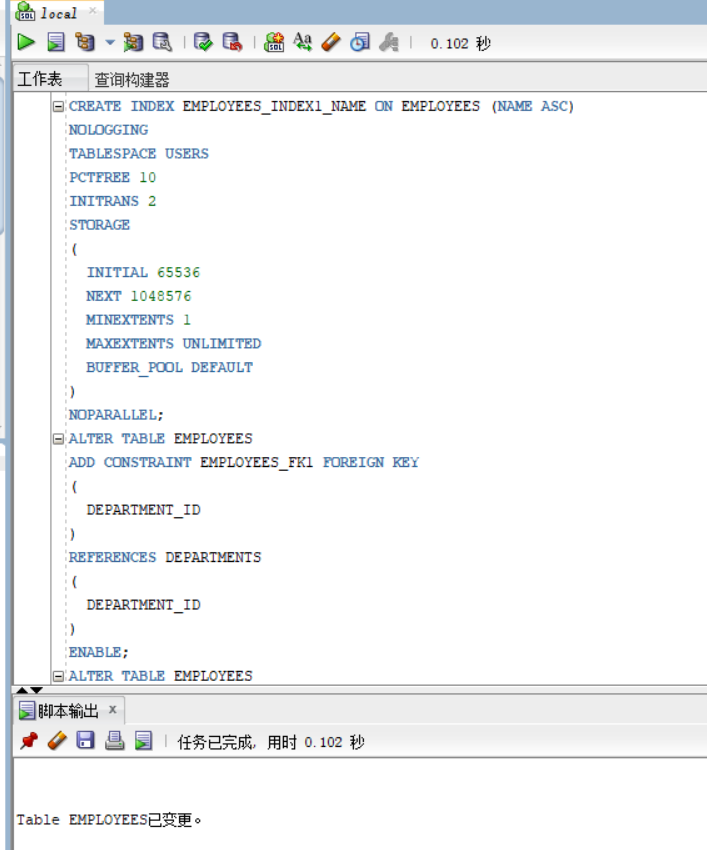 local
0.102 秒
工作表 查询构建器
CREATE INDEX EMPLOYEES_INDEX1_NAME ON EMPLOYEES (NAME ASC)
NOLOGGING
TABLESPACE USERS
PCTFREE 10
INITRANS 2
STORAGE
(
  INITIAL 65536
  NEXT 1048576
  MINEXTENTS 1
  MAXEXTENTS UNLIMITED
  BUFFER_POOL DEFAULT
)
NOPARALLEL;
ALTER TABLE EMPLOYEES
ADD CONSTRAINT EMPLOYEES_FK1 FOREIGN KEY
(
  DEPARTMENT_ID
)
REFERENCES DEPARTMENTS
(
  DEPARTMENT_ID
)
ENABLE;
ALTER TABLE EMPLOYEES
脚本输出
任务已完成, 用时 0.102 秒
Table EMPLOYEES已变更。